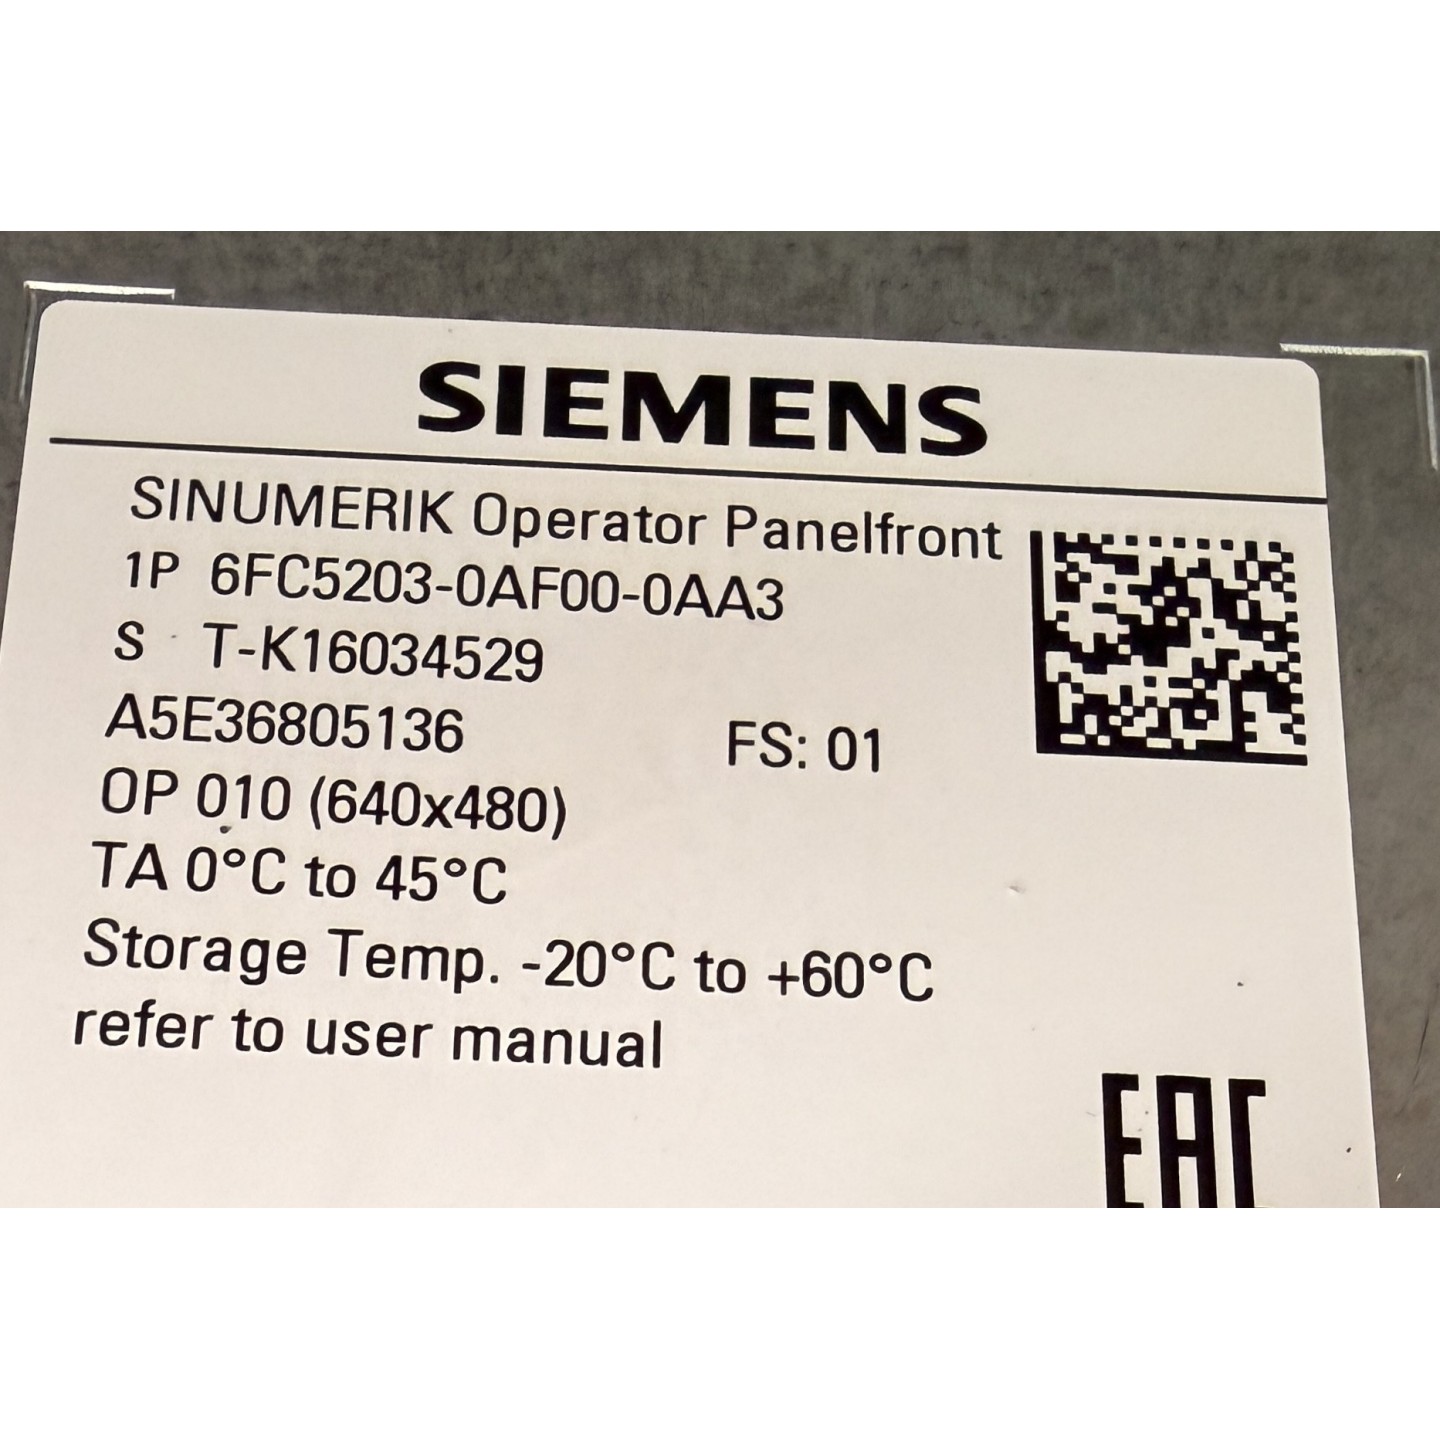 SIEMENS
SINUMERIK Operator Panelfront
1P 6FC5203-0AF00-0AA3
S T-K16034529
A5E36805136 FS: 01
OP 010 (640x480)
TA 0°C to 45°C
Storage Temp. -20°C to +60°C
refer to user manual
EAC